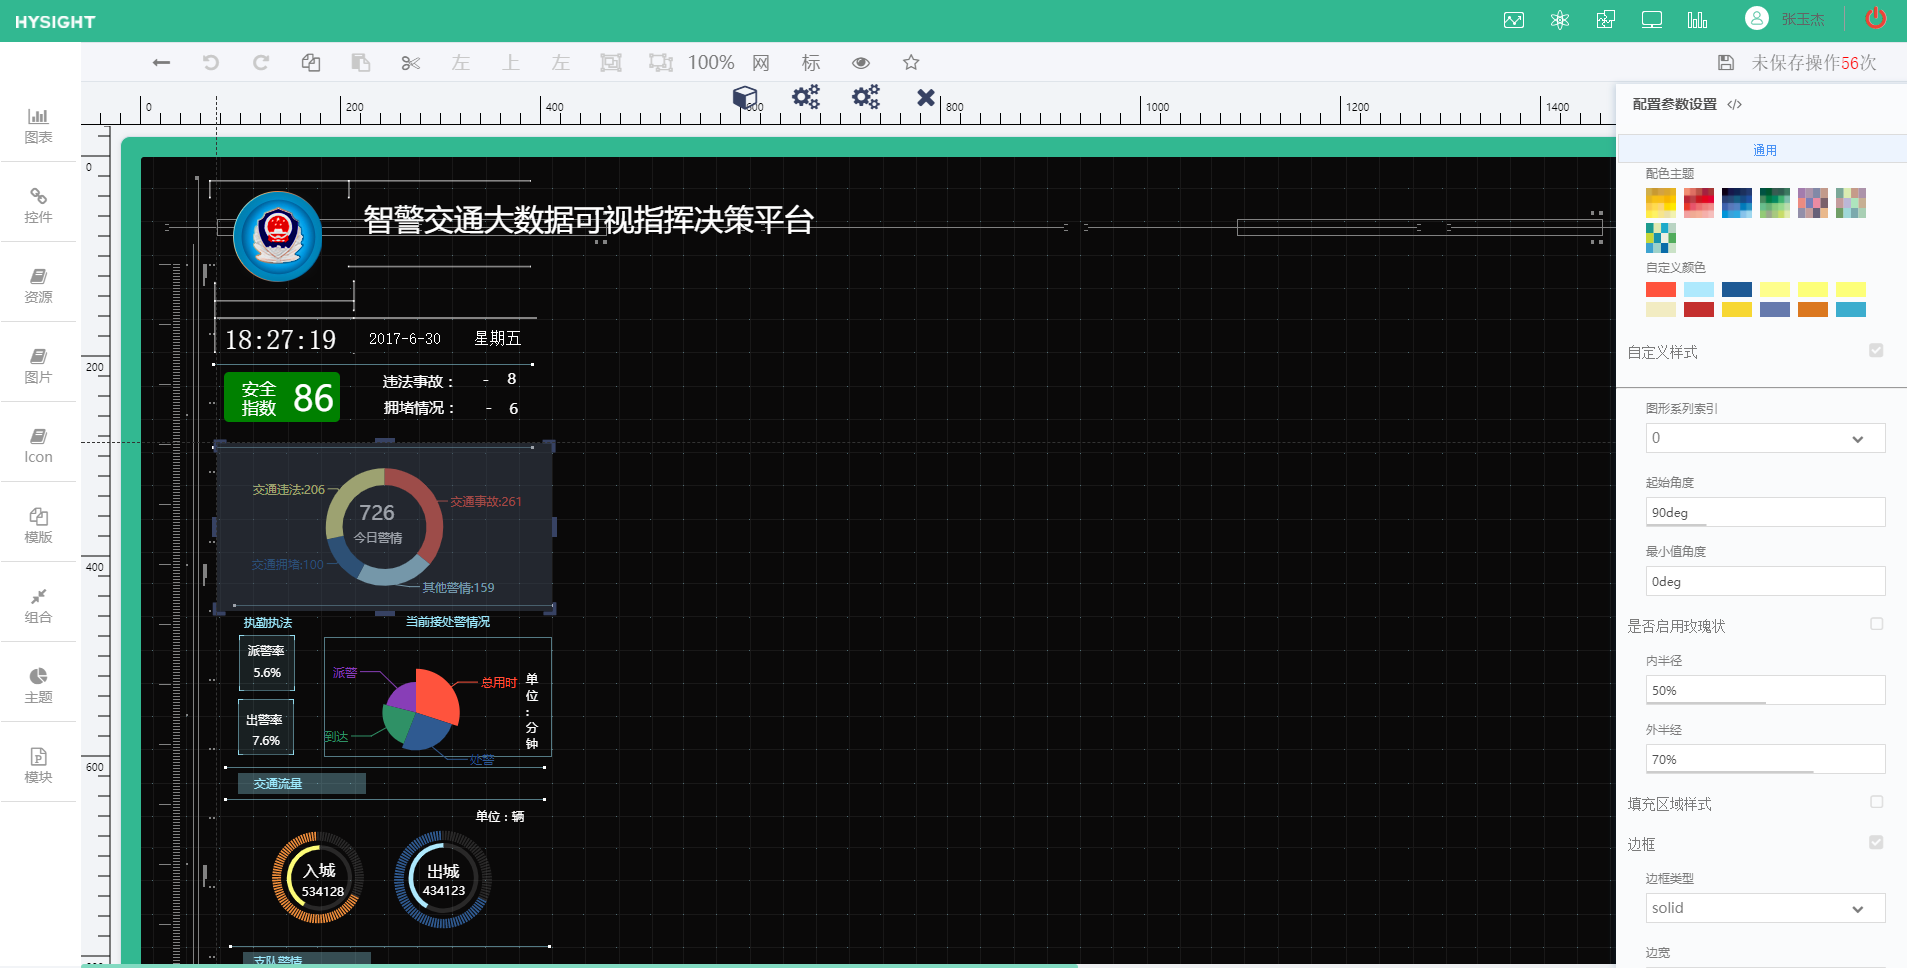 HYSIGHT
张玉杰
左
上
左
100%
网
标
未保存操作56次
0
200
400
600
800
1000
1200
1400
图表
控件
资源
图片
Icon
模版
组合
主题
模块
0
200
400
600
智警交通大数据可视指挥决策平台
18:27:19
2017-6-30
星期五
安全
指数
86
违法事故：
-
8
拥堵情况：
-
6
交通违法:206
交通事故:261
726
今日警情
交通拥堵:100
其他警情:159
执勤执法
当前接处警情况
派警率
5.6%
出警率
7.6%
派警
总用时
到达
处警
单
位
：
分
钟
交通流量
单位：辆
入城
534128
出城
434123
支队警情
配置参数设置 </>
通用
配色主题
自定义颜色
自定义样式
图形系列索引
0
起始角度
90deg
最小值角度
0deg
是否启用玫瑰状
内半径
50%
外半经
70%
填充区域样式
边框
边框类型
solid
边宽